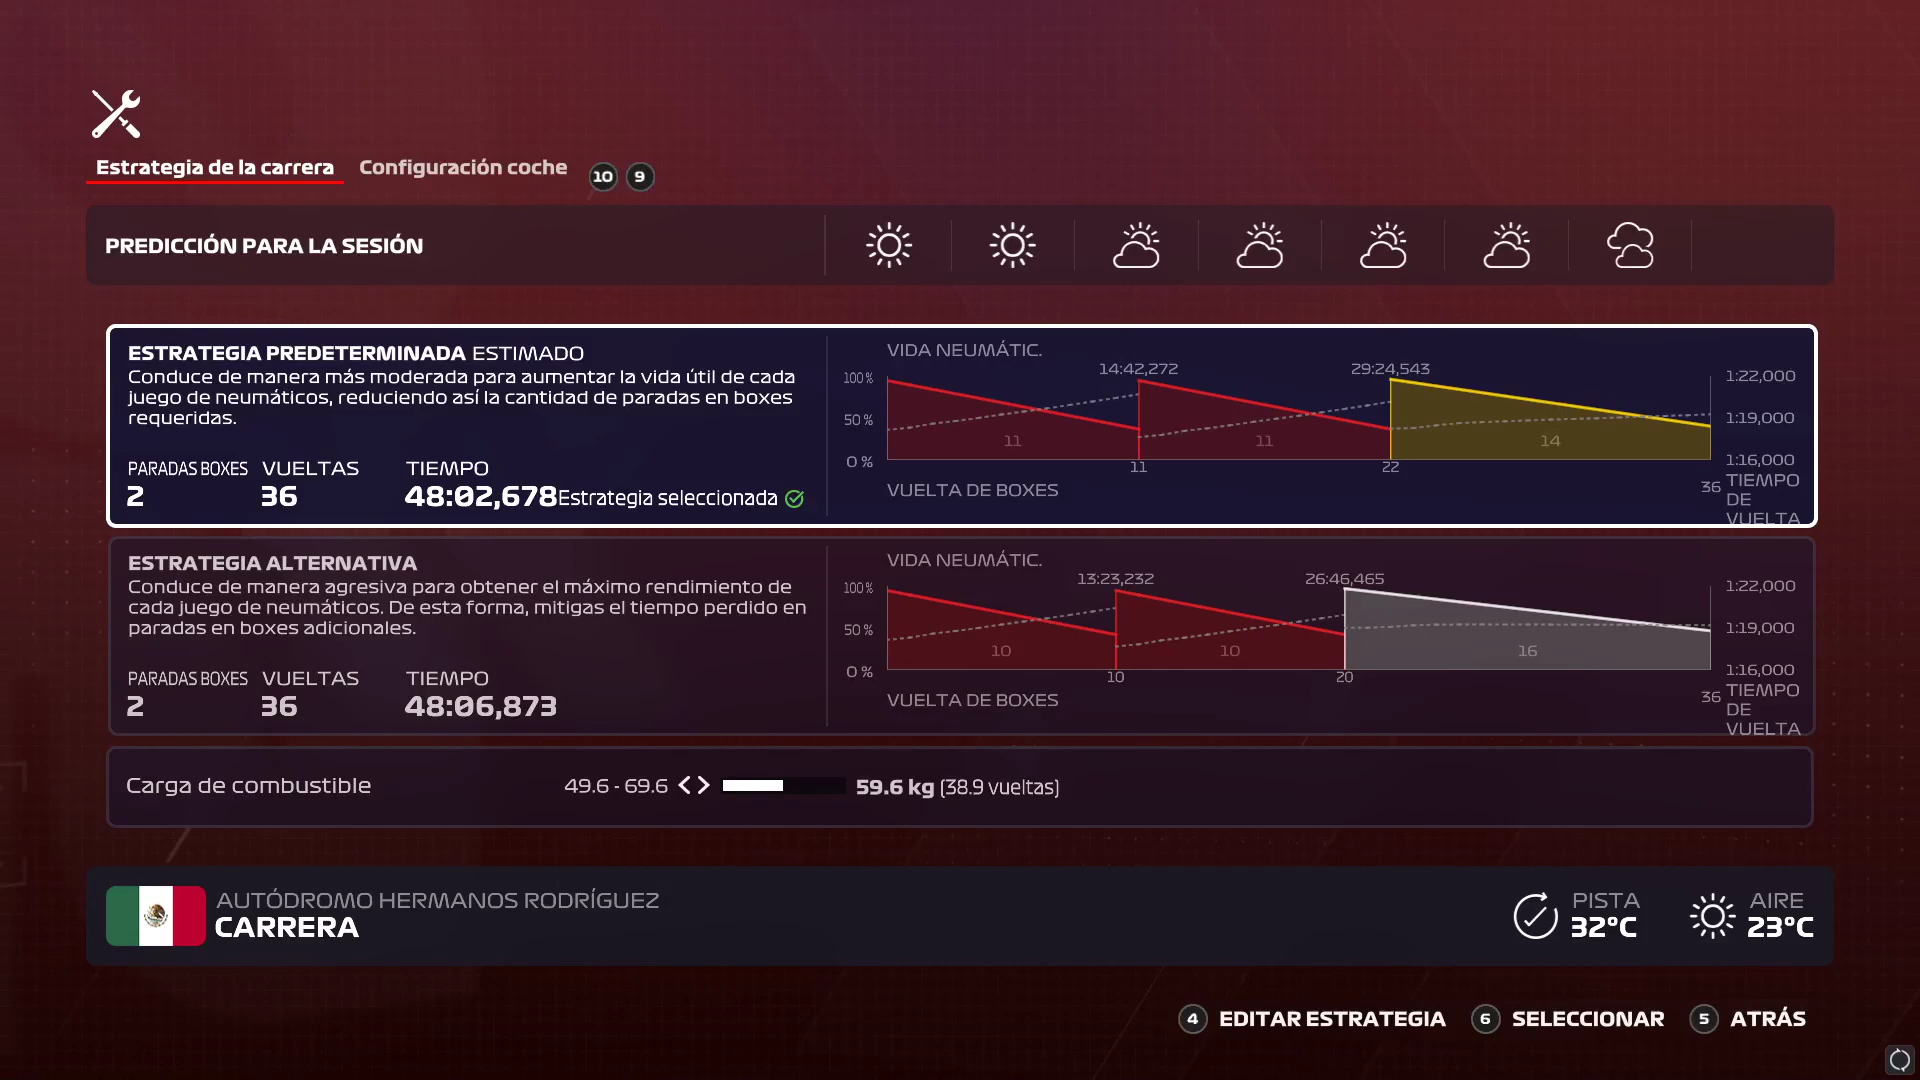 Estrategia de la carrera Configuración coche 10 9
PREDICCIÓN PARA LA SESIÓN
ESTRATEGIA PREDETERMINADA ESTIMADO
Conduce de manera más moderada para aumentar la vida útil de cada
juego de neumáticos, reduciendo así la cantidad de paradas en boxes
requeridas.
PARADAS BOXES VUELTAS TIEMPO
2 36 48:02,678 Estrategia seleccionada
VIDA NEUMÁTIC.
14:42,272 29:24,543
100 % 1:22,000
50 % 1:19,000
11 11 14
0 % 1:16,000
11 22 36
VUELTA DE BOXES
TIEMPO
DE
VUELTA
ESTRATEGIA ALTERNATIVA
Conduce de manera agresiva para obtener el máximo rendimiento de
cada juego de neumáticos. De esta forma, mitigas el tiempo perdido en
paradas en boxes adicionales.
PARADAS BOXES VUELTAS TIEMPO
2 36 48:06,873
VIDA NEUMÁTIC.
13:23,232 26:46,465
100 % 1:22,000
50 % 1:19,000
10 10 16
0 % 1:16,000
10 20 36
VUELTA DE BOXES
TIEMPO
DE
VUELTA
Carga de combustible 49.6 - 69.6 59.6 kg (38.9 vueltas)
AUTÓDROMO HERMANOS RODRÍGUEZ
CARRERA
PISTA
32°C
AIRE
23°C
4 EDITAR ESTRATEGIA 6 SELECCIONAR 5 ATRÁS